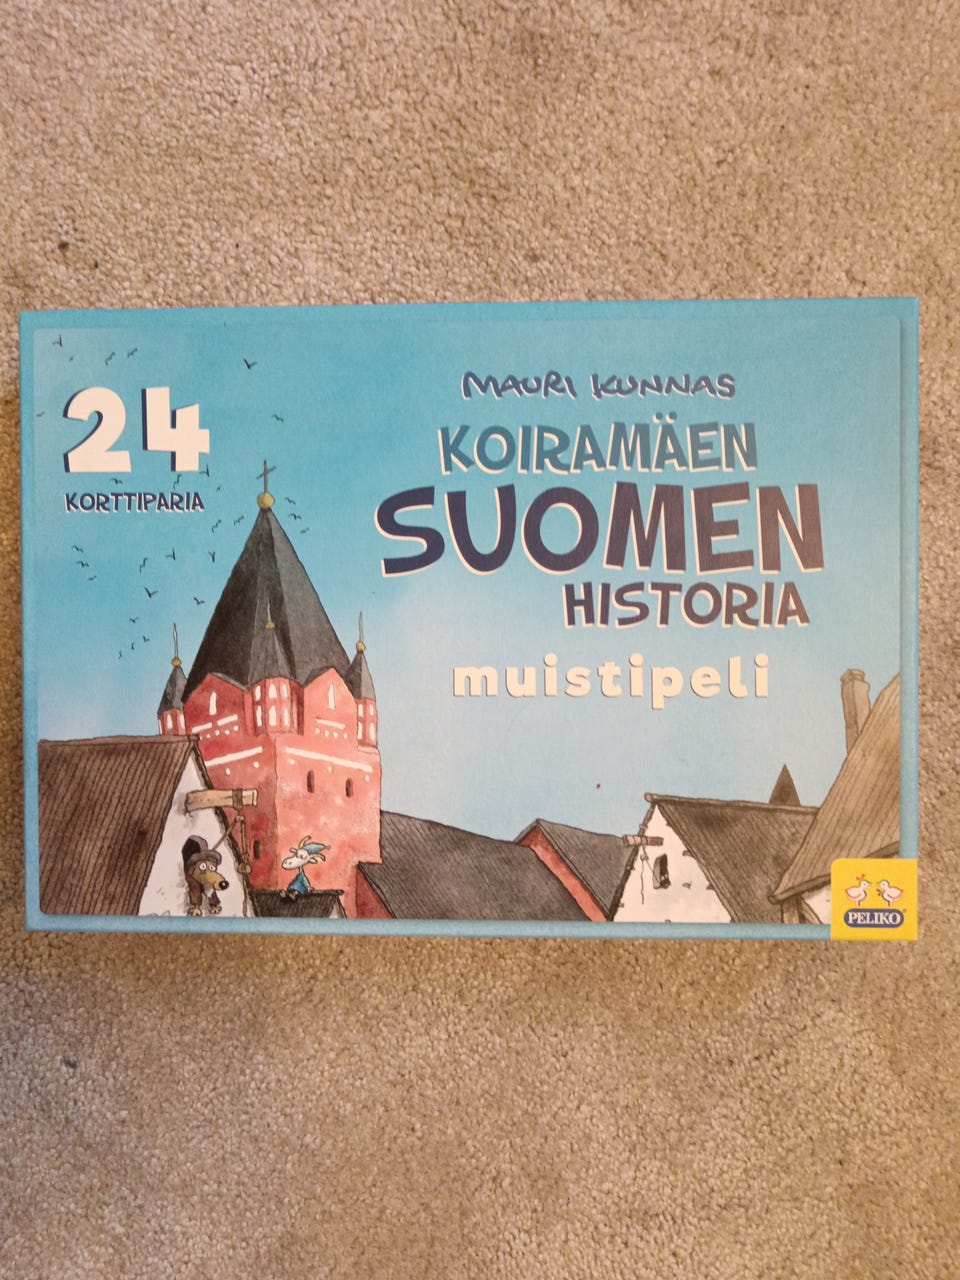 24
KORTTIPARIA
MAURI KUNNAS
KOIRAMÄEN
SUOMEN
HISTORIA
muistipeli
PELIKO